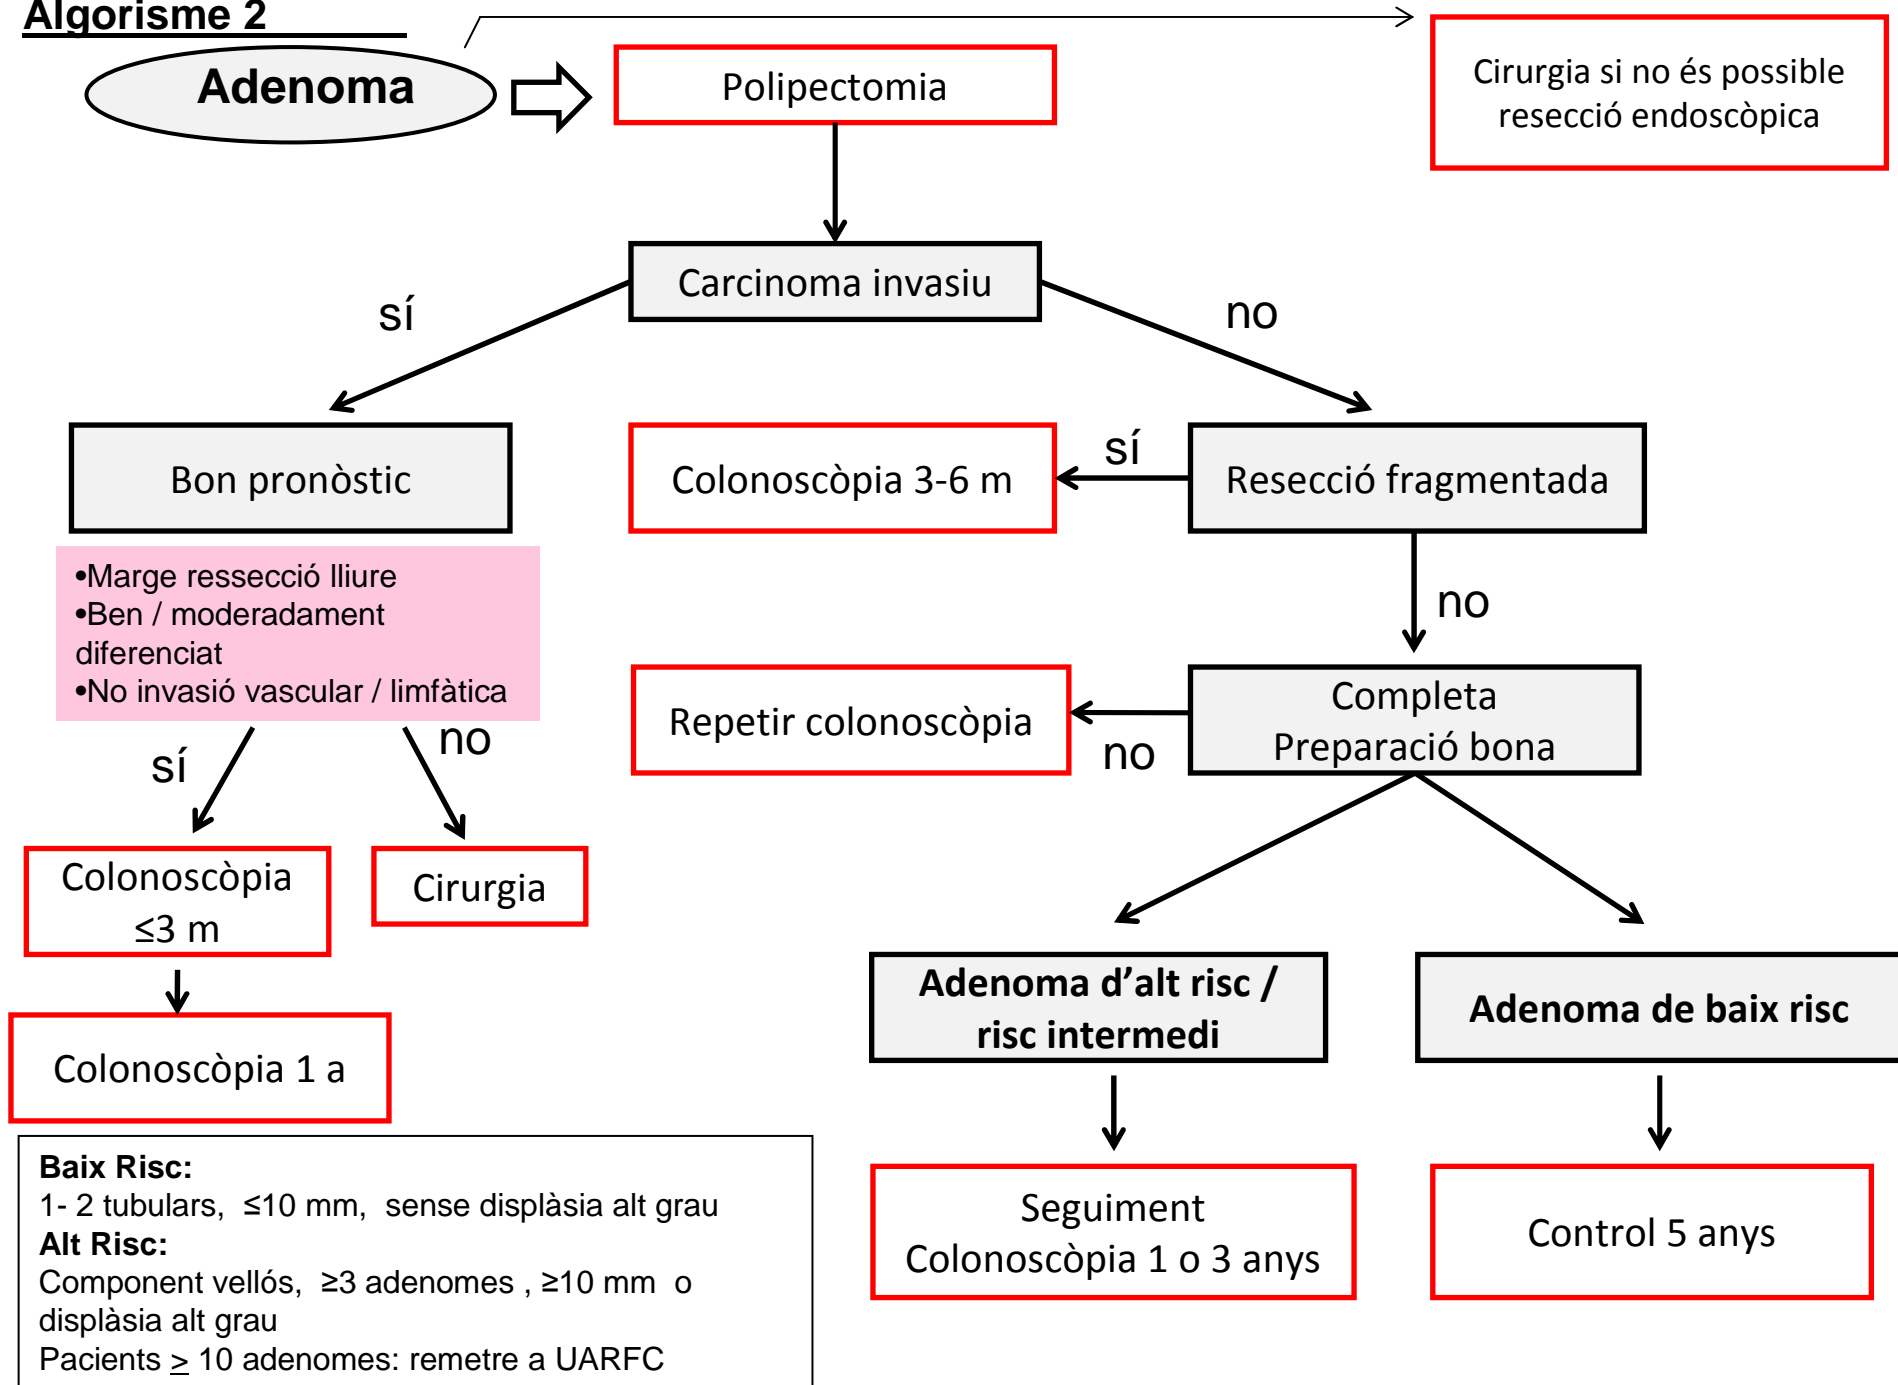 Algorisme 2
Adenoma
Polipectomia
Cirurgia si no és possible
resecció endoscòpica
Carcinoma invasiu
sí
no
Bon pronòstic
Colonoscòpia 3-6 m
sí
Resecció fragmentada
•Marge ressecció lliure
•Ben / moderadament
diferenciat
•No invasió vascular / limfàtica
no
Repetir colonoscòpia
no
Completa
Preparació bona
sí
no
Colonoscòpia
≤3 m
Cirurgia
Adenoma d’alt risc /
risc intermedi
Adenoma de baix risc
Colonoscòpia 1 a
Seguiment
Colonoscòpia 1 o 3 anys
Control 5 anys
Baix Risc:
1- 2 tubulars, ≤10 mm, sense displàsia alt grau
Alt Risc:
Component vellós, ≥3 adenomes , ≥10 mm o
displàsia alt grau
Pacients ≥ 10 adenomes: remetre a UARFC